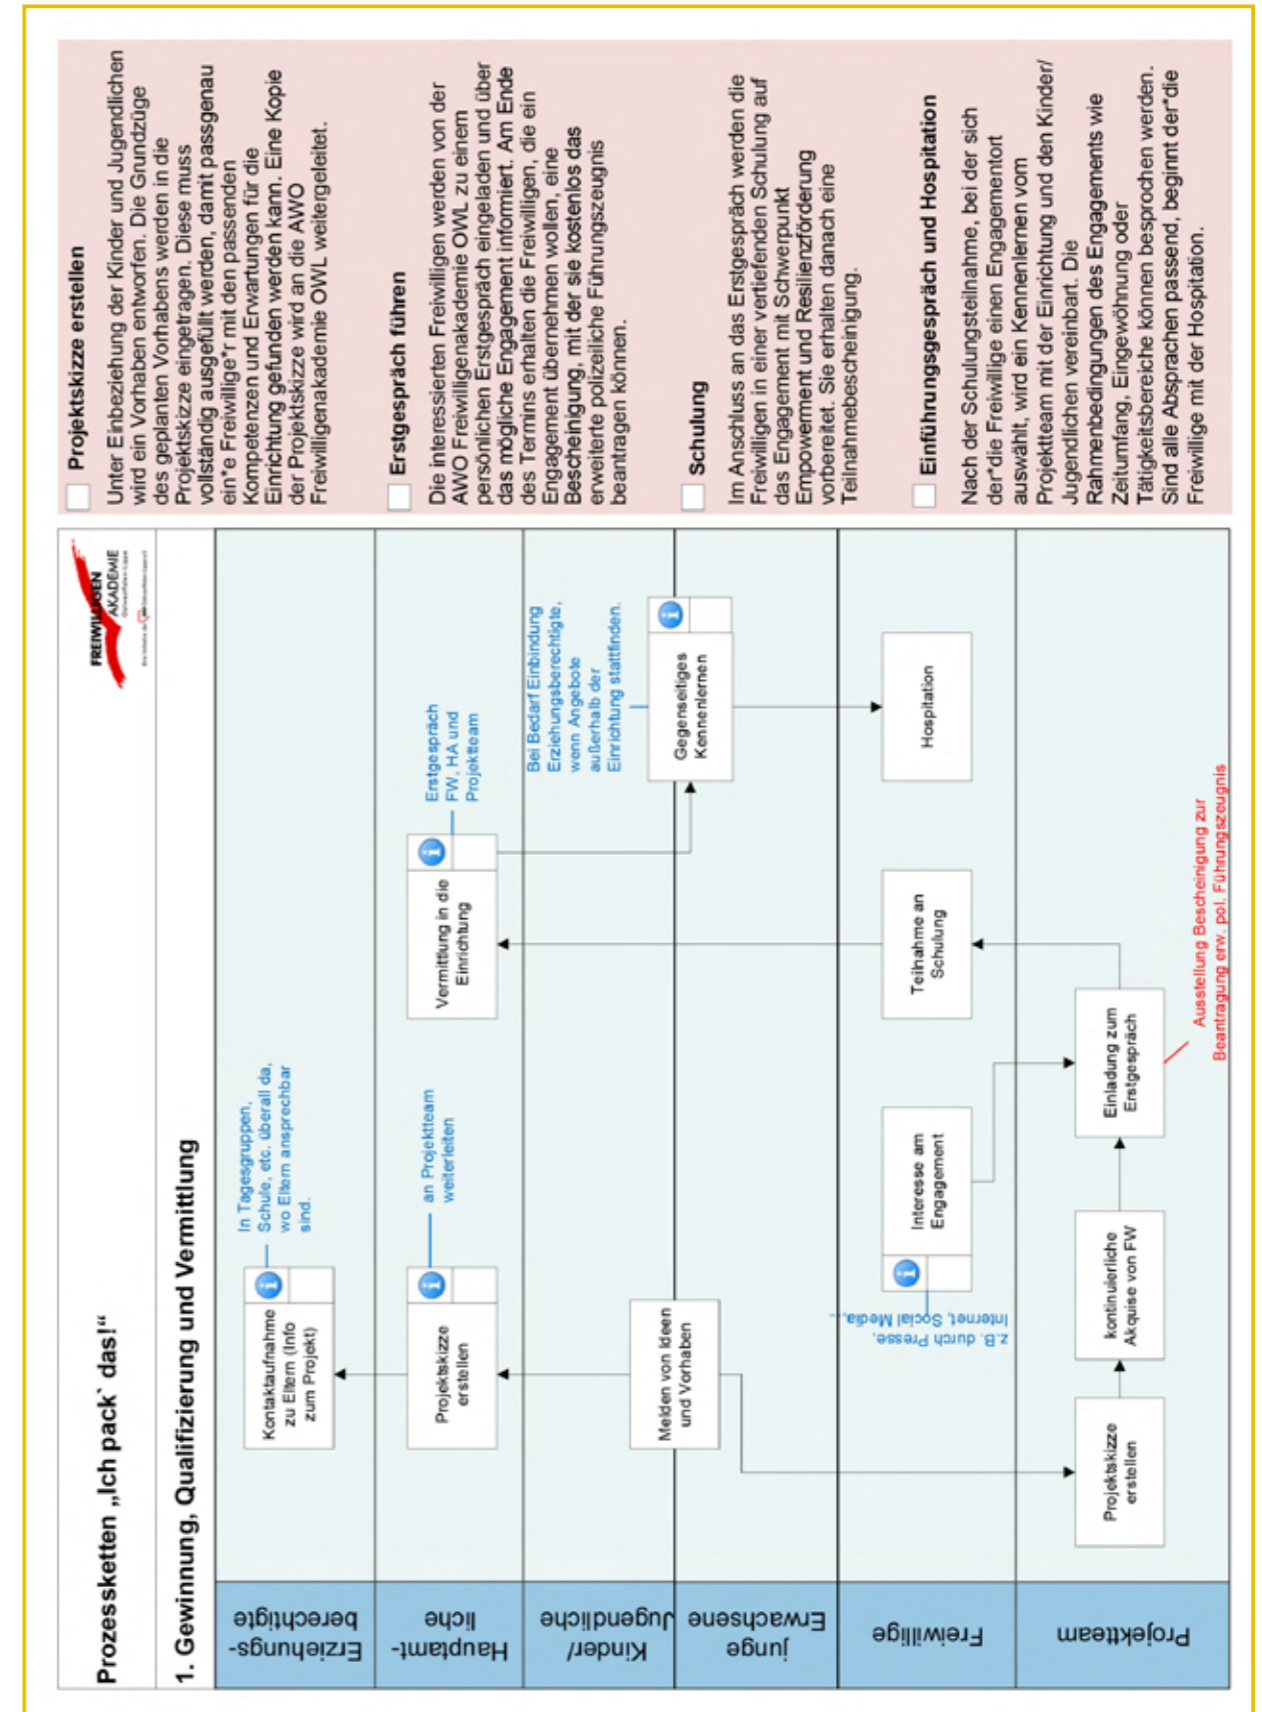 Prozessketten „Ich pack` das!“
FREIWILLIGEN
AKADEMIE
1. Gewinnung, Qualifizierung und Vermittlung
Erziehungs-
berechtigte
Kontaktaufnahme
zu Eltern (Info
zum Projekt)
In Tagesgruppen,
Schule, etc. überall da,
wo Eltern ansprechbar
sind.
Hauptamt-
liche
Projektskizze
erstellen
an Projektteam
weiterleiten
Vermittlung in die
Einrichtung
Erstgespräch
FW, HA und
Projektteam
Kinder/
Jugendliche
junge
Erwachsene
Melden von Ideen
und Vorhaben
Gegenseitiges
Kennenlernen
Bei Bedarf Einbindung
Erziehungsberechtigte,
wenn Angebote
außerhalb der
Einrichtung stattfinden.
Freiwillige
z.B. durch Presse,
Internet, Social Media,...
Interesse am
Engagement
Teilnahme an
Schulung
Hospitation
Projektteam
Projektskizze
erstellen
kontinuierliche
Akquise von FW
Einladung zum
Erstgespräch
Ausstellung Bescheinigung zur
Beantragung erw. pol. Führungszeugnis
Projektskizze erstellen
Unter Einbeziehung der Kinder und Jugendlichen
wird ein Vorhaben entworfen. Die Grundzüge
des geplanten Vorhabens werden in die
Projektskizze eingetragen. Diese muss
vollständig ausgefüllt werden, damit passgenau
ein*e Freiwillige*r mit den passenden
Kompetenzen und Erwartungen für die
Einrichtung gefunden werden kann. Eine Kopie
der Projektskizze wird an die AWO
Freiwilligenakademie OWL weitergeleitet.
Erstgespräch führen
Die interessierten Freiwilligen werden von der
AWO Freiwilligenakademie OWL zu einem
persönlichen Erstgespräch eingeladen und über
das mögliche Engagement informiert. Am Ende
des Termins erhalten die Freiwilligen, die ein
Engagement übernehmen wollen, eine
Bescheinigung, mit der sie kostenlos das
erweiterte polizeiliche Führungszeugnis
beantragen können.
Schulung
Im Anschluss an das Erstgespräch werden die
Freiwilligen in einer vertiefenden Schulung auf
das Engagement mit Schwerpunkt
Empowerment und Resilienzförderung
vorbereitet. Sie erhalten danach eine
Teilnahmebescheinigung.
Einführungsgespräch und Hospitation
Nach der Schulungsteilnahme, bei der sich
der*die Freiwillige einen Engagementort
auswählt, wird ein Kennenlernen vom
Projektteam mit der Einrichtung und den Kinder/
Jugendlichen vereinbart. Die
Rahmenbedingungen des Engagements wie
Zeitumfang, Eingewöhnung oder
Tätigkeitsbereiche können besprochen werden.
Sind alle Absprachen passend, beginnt der*die
Freiwillige mit der Hospitation.